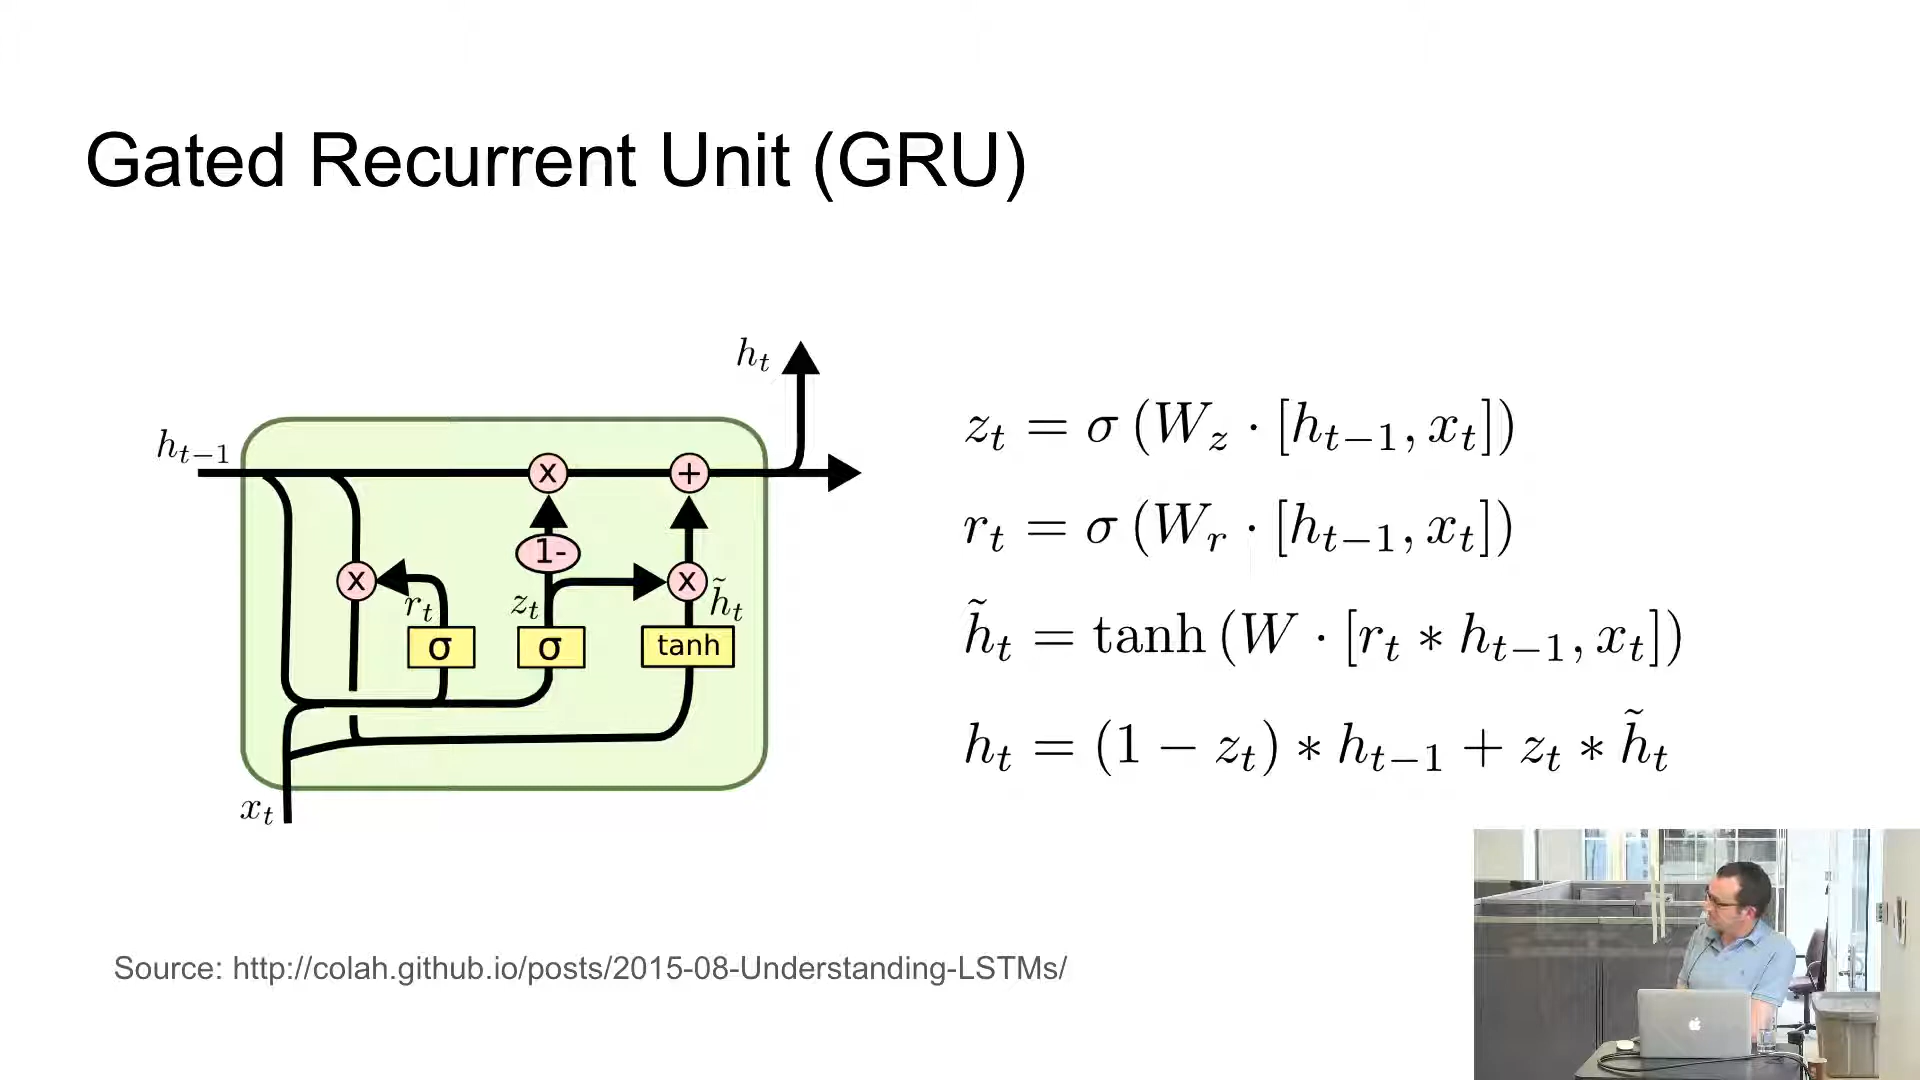 Gated Recurrent Unit (GRU)
h_t
h_{t-1}
x +
1-
x r_t z_t x h̃_t
σ σ tanh
x_t
z_t = σ (W_z · [h_{t-1}, x_t])
r_t = σ (W_r · [h_{t-1}, x_t])
h̃_t = tanh (W · [r_t * h_{t-1}, x_t])
h_t = (1 − z_t) * h_{t-1} + z_t * h̃_t
Source: http://colah.github.io/posts/2015-08-Understanding-LSTMs/